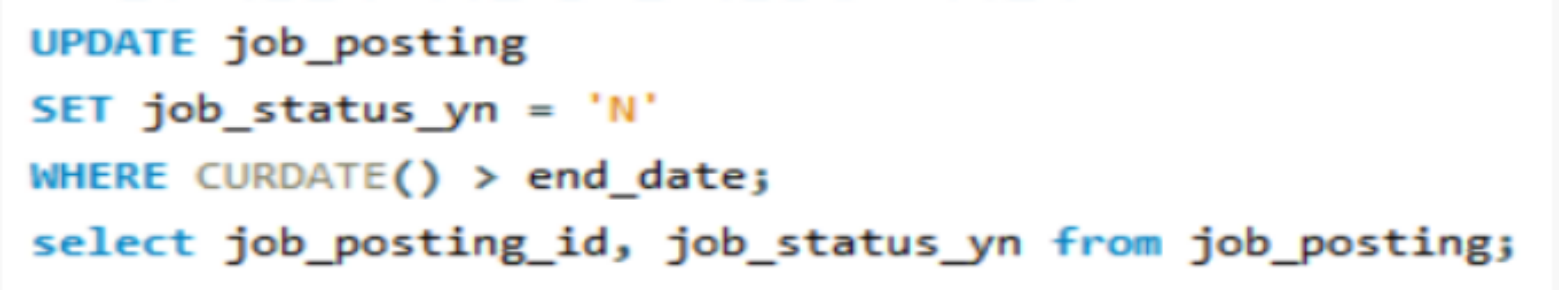 UPDATE job_posting
SET job_status_yn = 'N'
WHERE CURDATE() > end_date;
select job_posting_id, job_status_yn from job_posting;